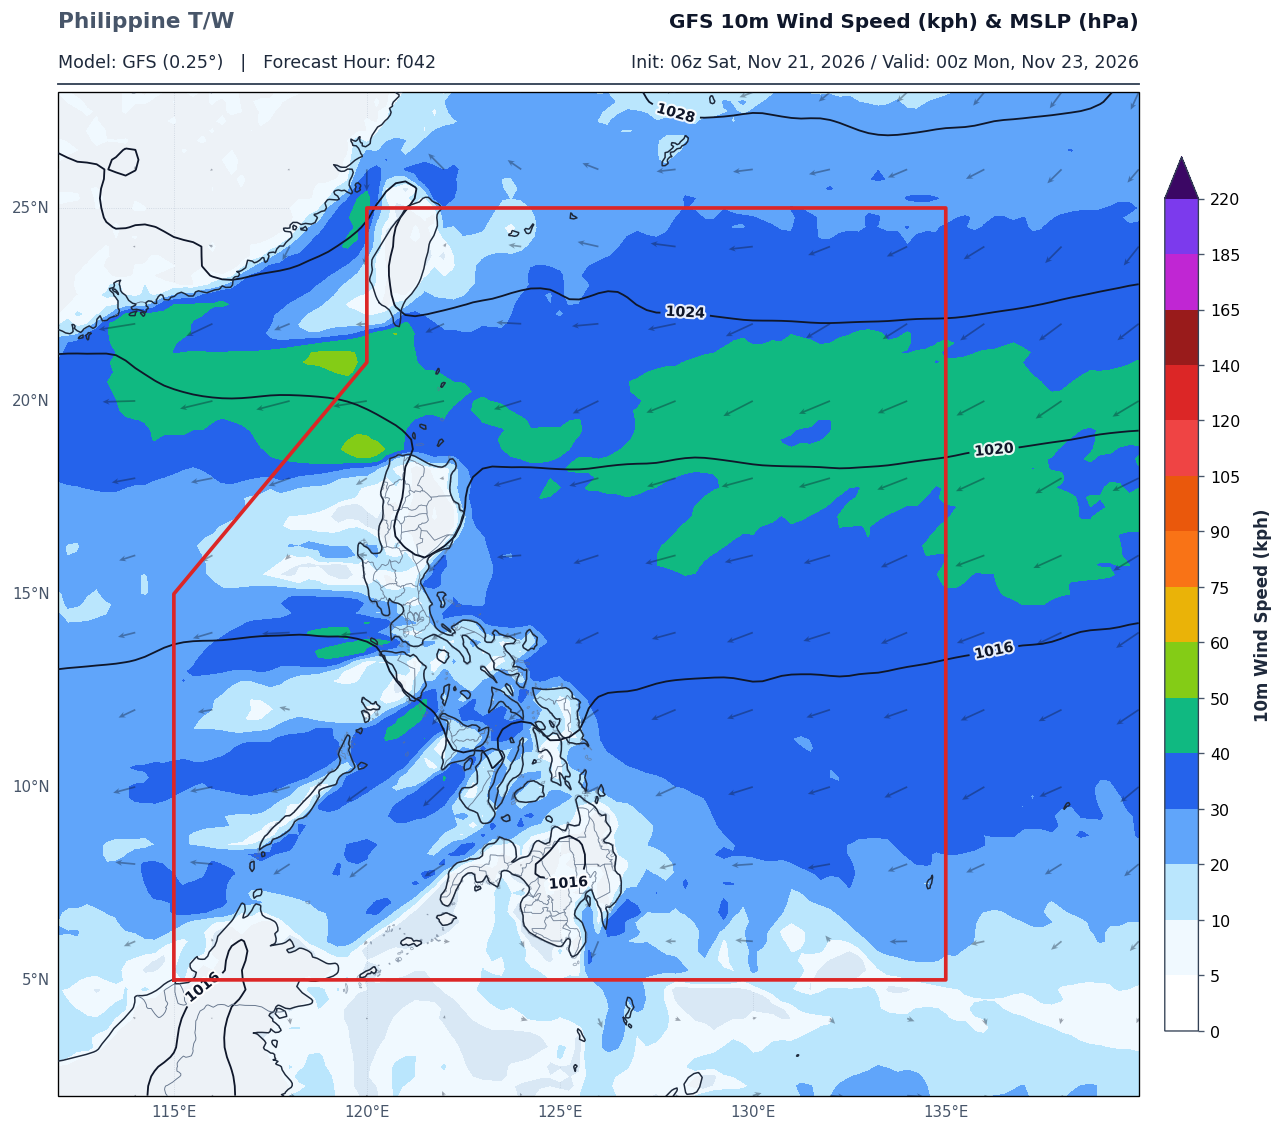 Philippine T/W
GFS 10m Wind Speed (kph) & MSLP (hPa)
Model: GFS (0.25°) | Forecast Hour: f042
Init: 06z Sat, Nov 21, 2026 / Valid: 00z Mon, Nov 23, 2026
1028
25°N
1024
20°N
1020
15°N
1016
10°N
1016
5°N
1016
115°E
120°E
125°E
130°E
135°E
220
185
165
140
120
105
90
75
60
50
40
30
20
10
5
0
10m Wind Speed (kph)